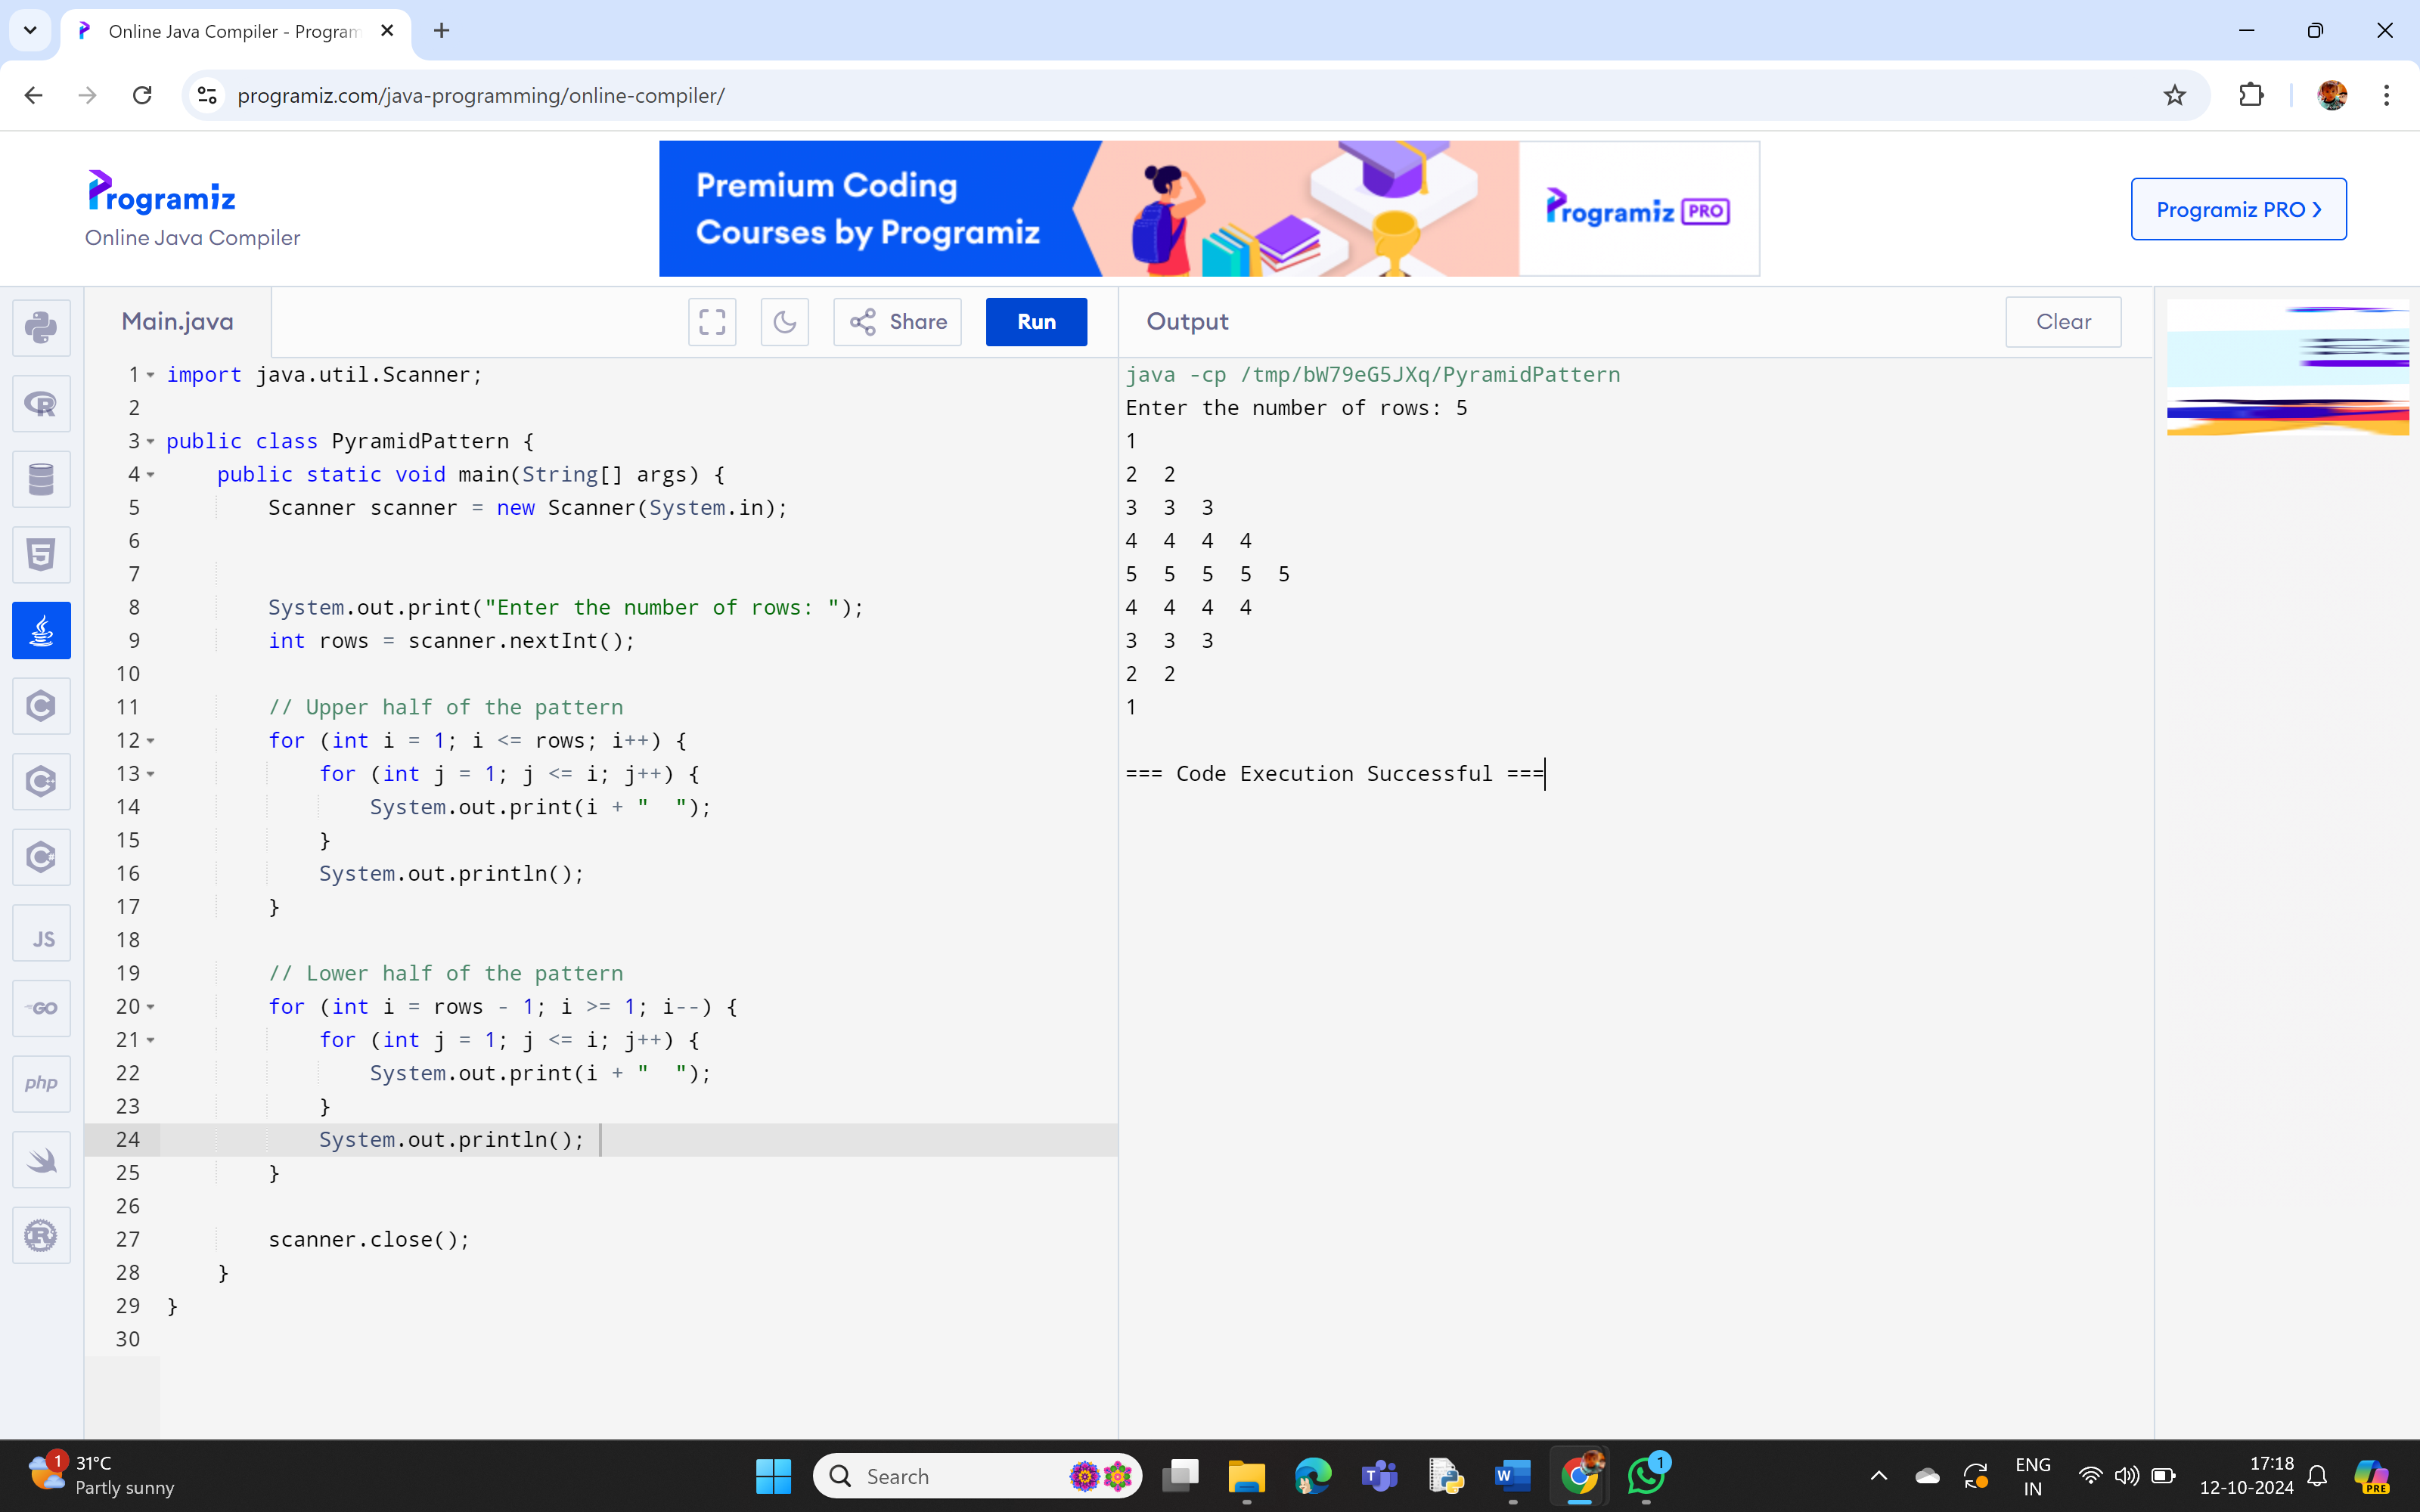 Online Java Compiler - Program
programiz.com/java-programming/online-compiler/
Programiz
Online Java Compiler
Premium Coding
Courses by Programiz
Programiz PRO
Programiz PRO ❯
Main.java
Share
Run
Output
Clear
1 import java.util.Scanner;
2
3 public class PyramidPattern {
4     public static void main(String[] args) {
5         Scanner scanner = new Scanner(System.in);
6
7
8         System.out.print("Enter the number of rows: ");
9         int rows = scanner.nextInt();
10
11         // Upper half of the pattern
12         for (int i = 1; i <= rows; i++) {
13             for (int j = 1; j <= i; j++) {
14                 System.out.print(i + "  ");
15             }
16             System.out.println();
17         }
18
19         // Lower half of the pattern
20         for (int i = rows - 1; i >= 1; i--) {
21             for (int j = 1; j <= i; j++) {
22                 System.out.print(i + "  ");
23             }
24             System.out.println();
25         }
26
27         scanner.close();
28     }
29 }
30
java -cp /tmp/bW79eG5JXq/PyramidPattern
Enter the number of rows: 5
1
2  2
3  3  3
4  4  4  4
5  5  5  5  5
4  4  4  4
3  3  3
2  2
1
=== Code Execution Successful ===
R
5
C
C
C
JS
GO
php
R
1
31°C
Partly sunny
Search
T
W
1
ENG
IN
17:18
12-10-2024
PRE